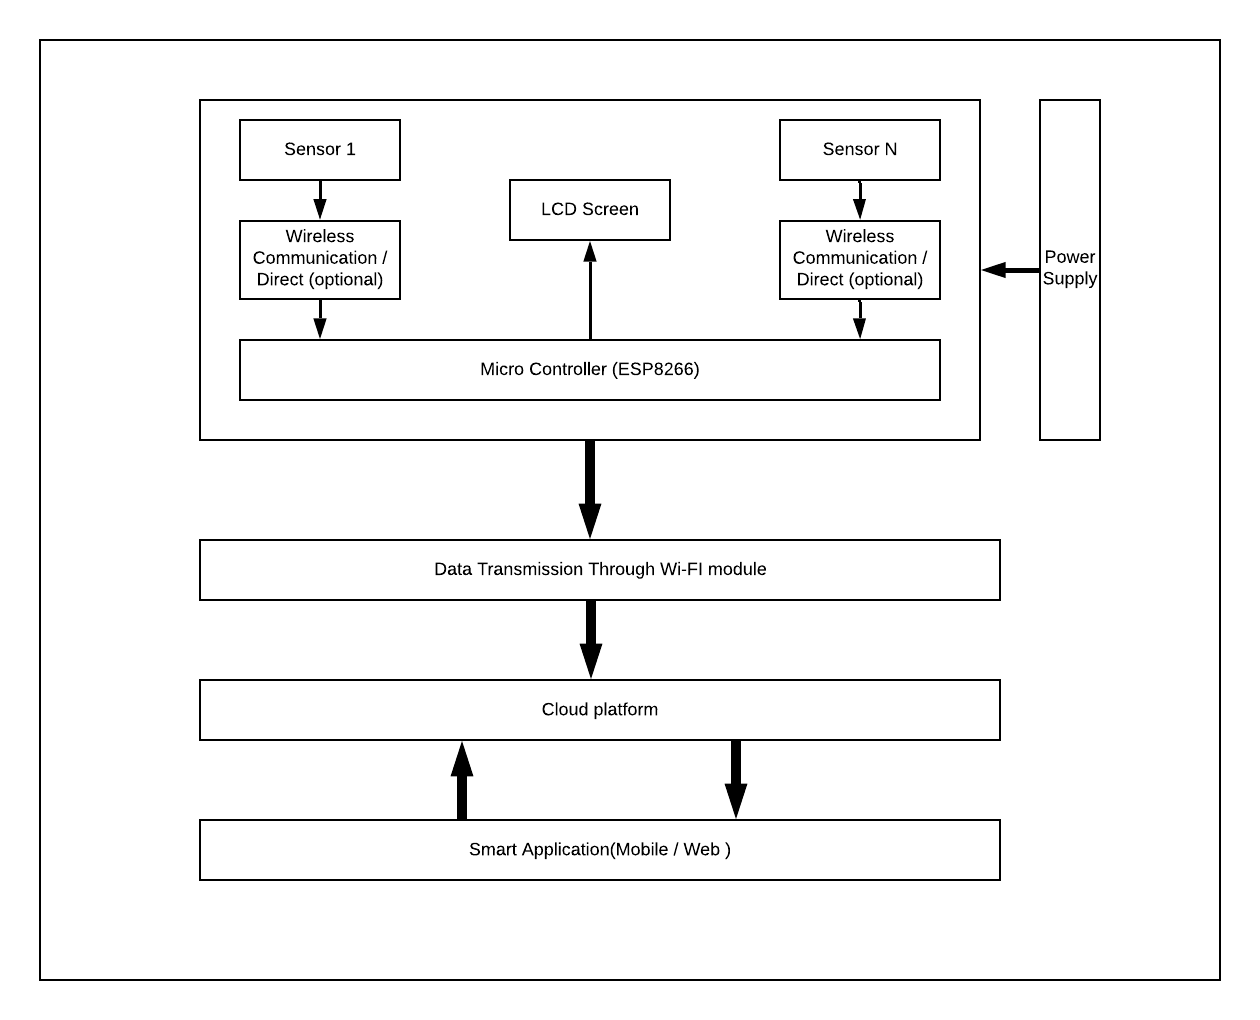 Sensor 1
Sensor N
LCD Screen
Wireless
Communication /
Direct (optional)
Wireless
Communication /
Direct (optional)
Power
Supply
Micro Controller (ESP8266)
Data Transmission Through Wi-FI module
Cloud platform
Smart Application(Mobile / Web )